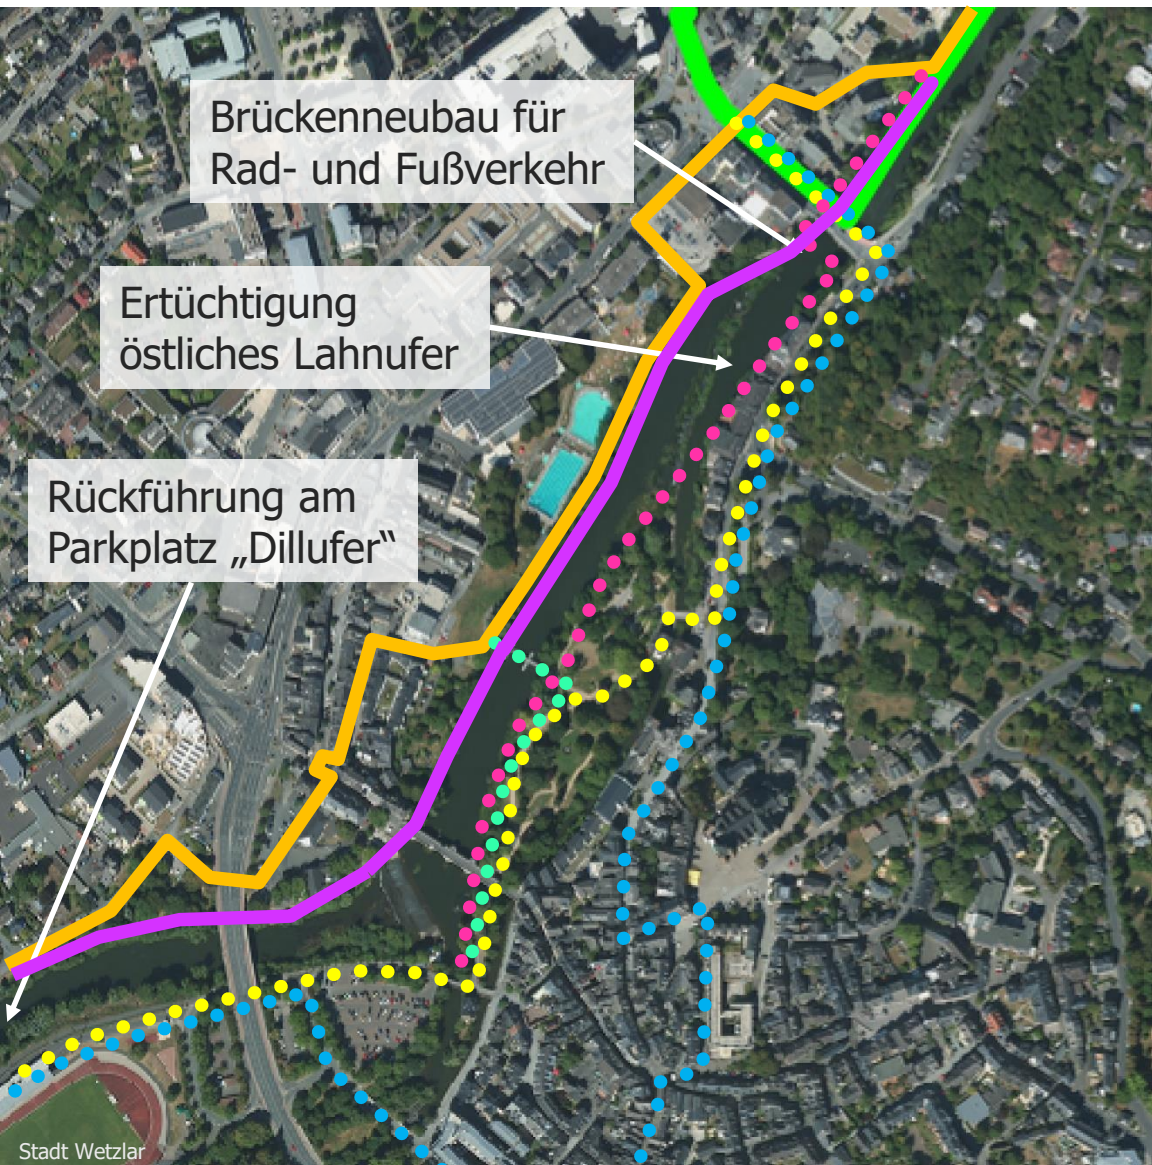 Brückenneubau für
Rad- und Fußverkehr
Ertüchtigung
östliches Lahnufer
Rückführung am
Parkplatz „Dillufer“
Stadt Wetzlar